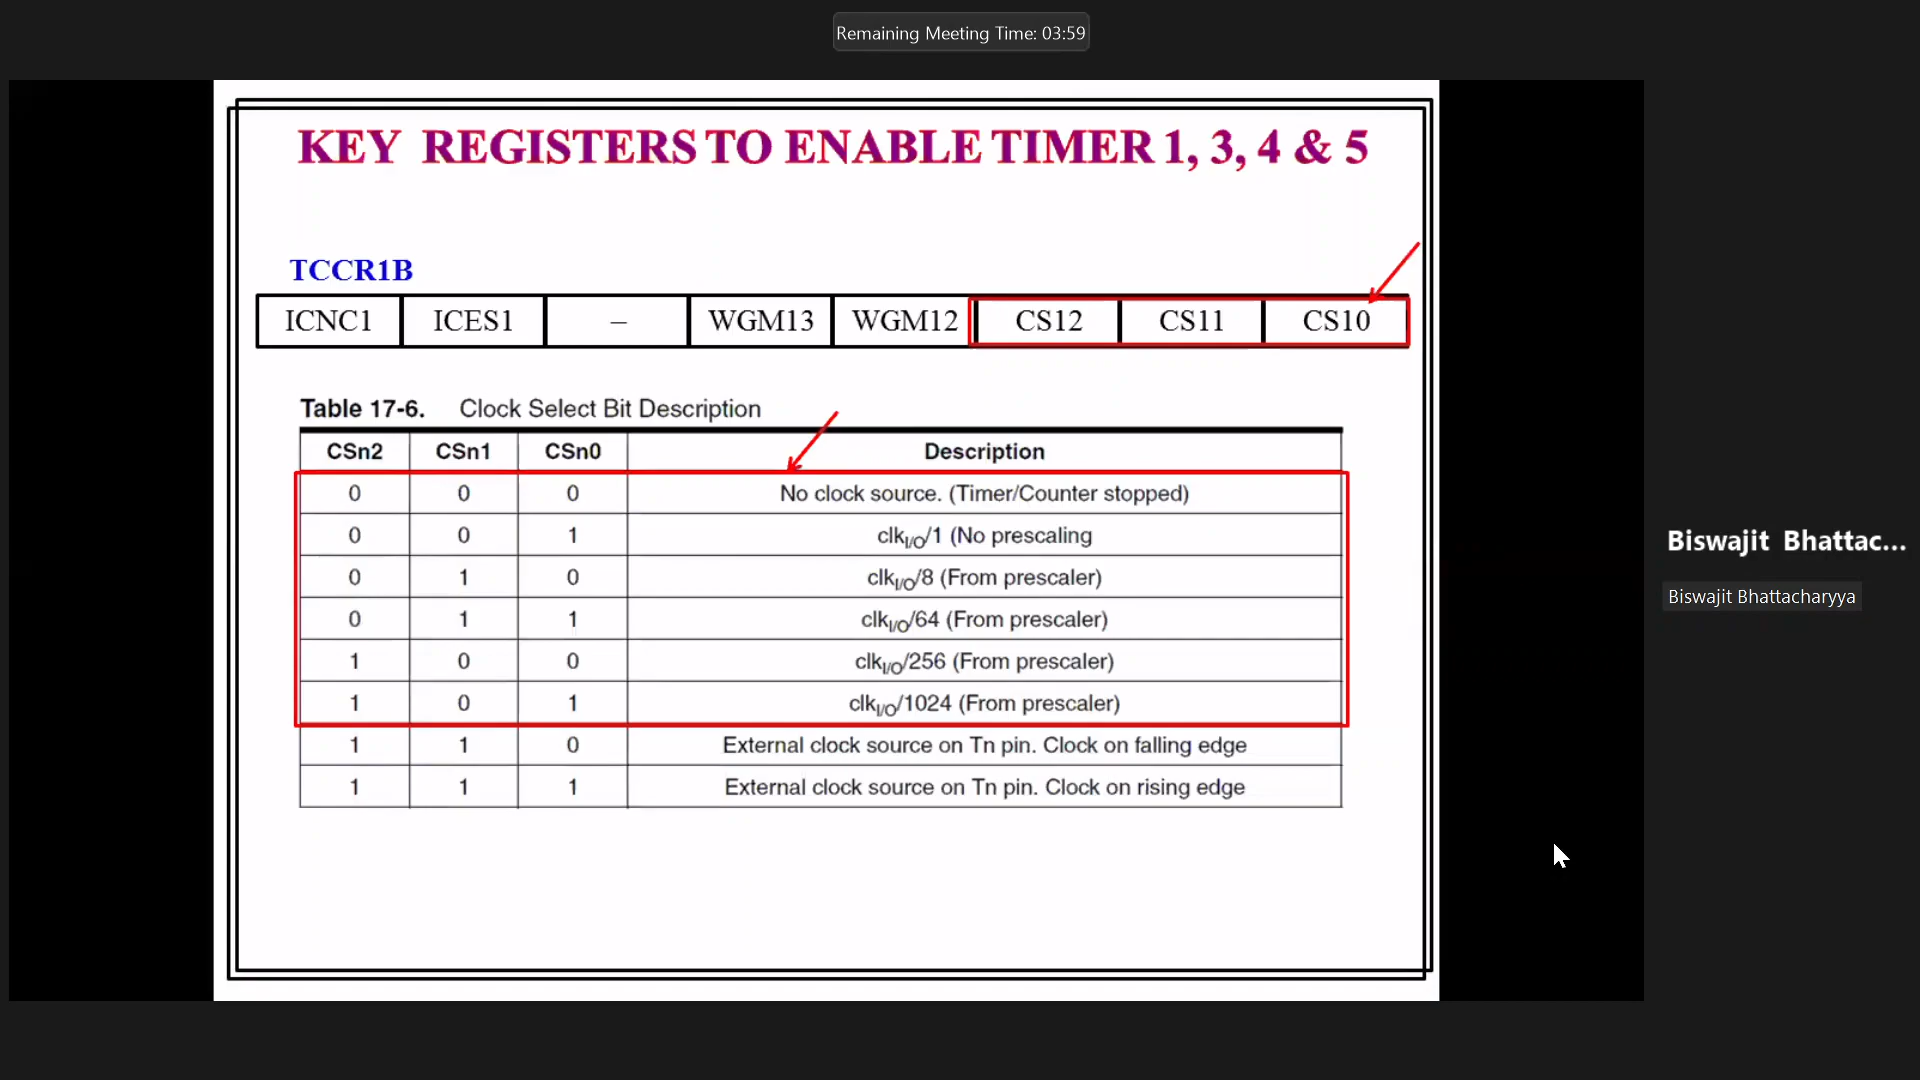 Remaining Meeting Time: 03:59
KEY REGISTERS TO ENABLE TIMER 1, 3, 4 & 5
TCCR1B
ICNC1 ICES1 – WGM13 WGM12 CS12 CS11 CS10
Table 17-6. Clock Select Bit Description
CSn2 CSn1 CSn0 Description
0 0 0 No clock source. (Timer/Counter stopped)
0 0 1 clkI/O/1 (No prescaling
0 1 0 clkI/O/8 (From prescaler)
0 1 1 clkI/O/64 (From prescaler)
1 0 0 clkI/O/256 (From prescaler)
1 0 1 clkI/O/1024 (From prescaler)
1 1 0 External clock source on Tn pin. Clock on falling edge
1 1 1 External clock source on Tn pin. Clock on rising edge
Biswajit Bhattac...
Biswajit Bhattacharyya